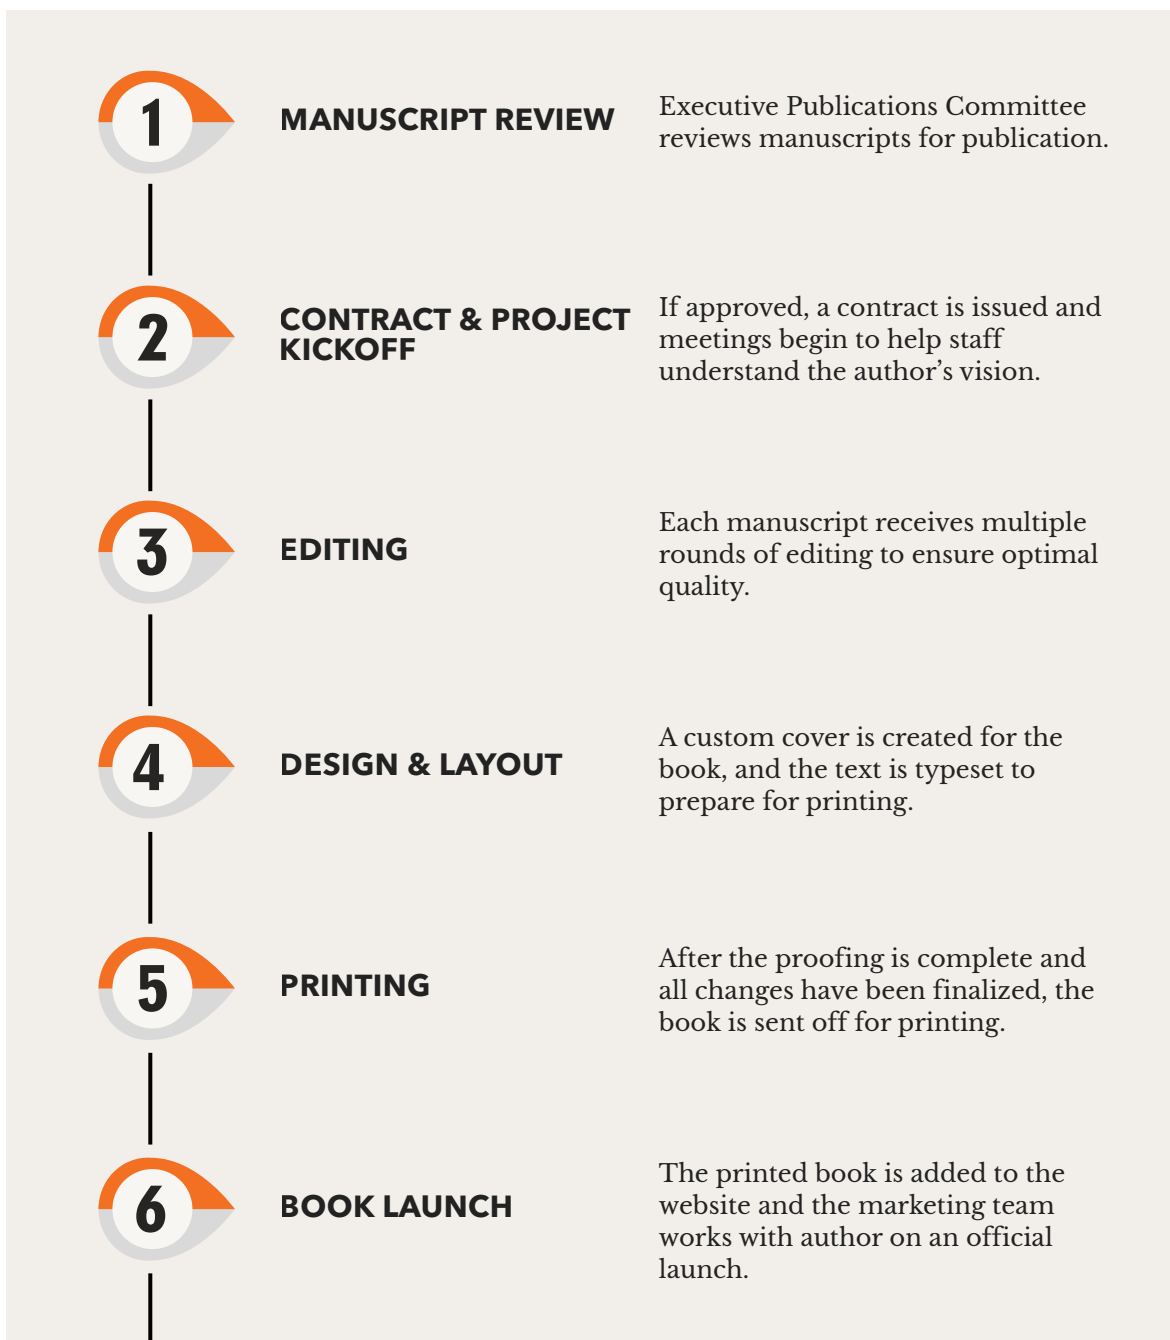 1
MANUSCRIPT REVIEW
Executive Publications Committee
reviews manuscripts for publication.
2
CONTRACT & PROJECT
KICKOFF
If approved, a contract is issued and
meetings begin to help staff
understand the author’s vision.
3
EDITING
Each manuscript receives multiple
rounds of editing to ensure optimal
quality.
4
DESIGN & LAYOUT
A custom cover is created for the
book, and the text is typeset to
prepare for printing.
5
PRINTING
After the proofing is complete and
all changes have been finalized, the
book is sent off for printing.
6
BOOK LAUNCH
The printed book is added to the
website and the marketing team
works with author on an official
launch.